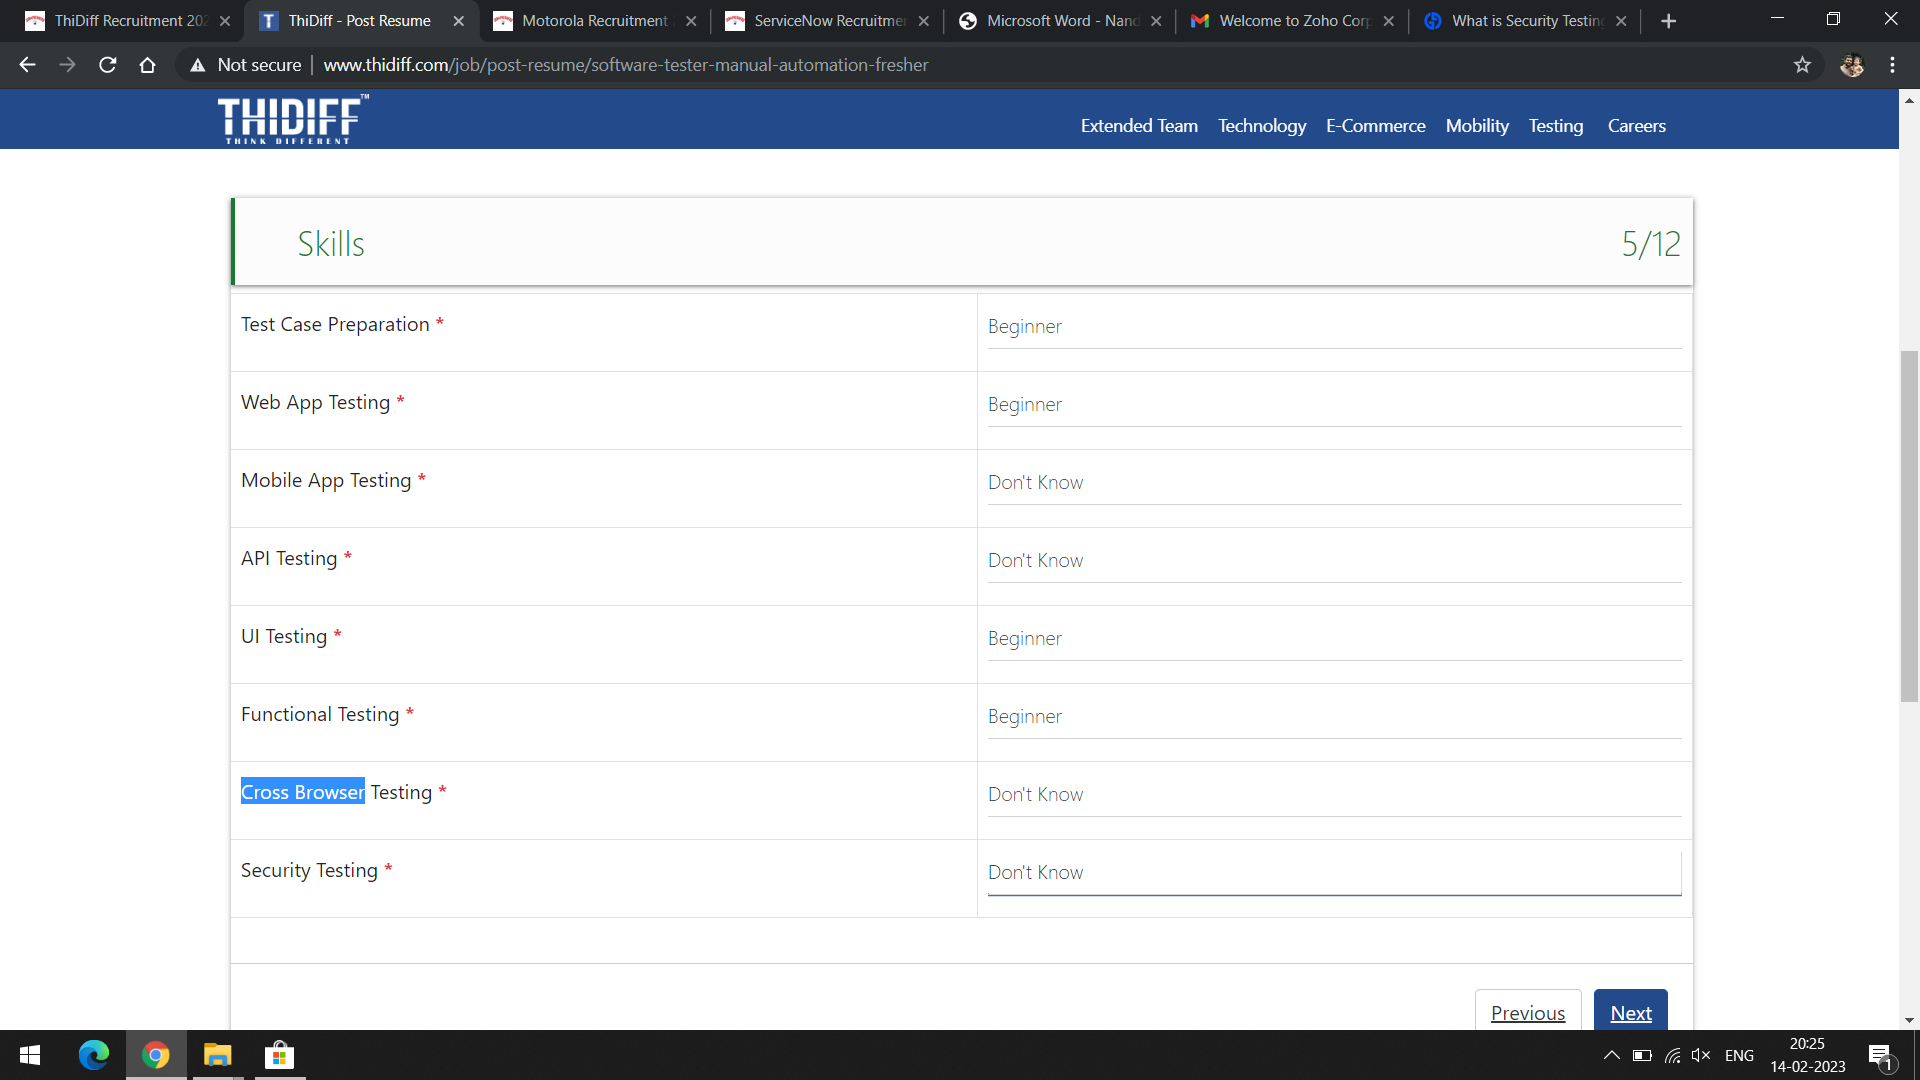 ThiDiff Recruitment 202
ThiDiff - Post Resume
Motorola Recruitment
ServiceNow Recruitmen
Microsoft Word - Nand
Welcome to Zoho Corp
What is Security Testing
Not secure
www.thidiff.com/job/post-resume/software-tester-manual-automation-fresher
THIDIFF™
THINK DIFFERENT
Extended Team Technology E-Commerce Mobility Testing Careers
Skills 5/12
Test Case Preparation * Beginner
Web App Testing * Beginner
Mobile App Testing * Don't Know
API Testing * Don't Know
UI Testing * Beginner
Functional Testing * Beginner
Cross Browser Testing * Don't Know
Security Testing * Don't Know
Previous Next
ENG
20:25
14-02-2023
1